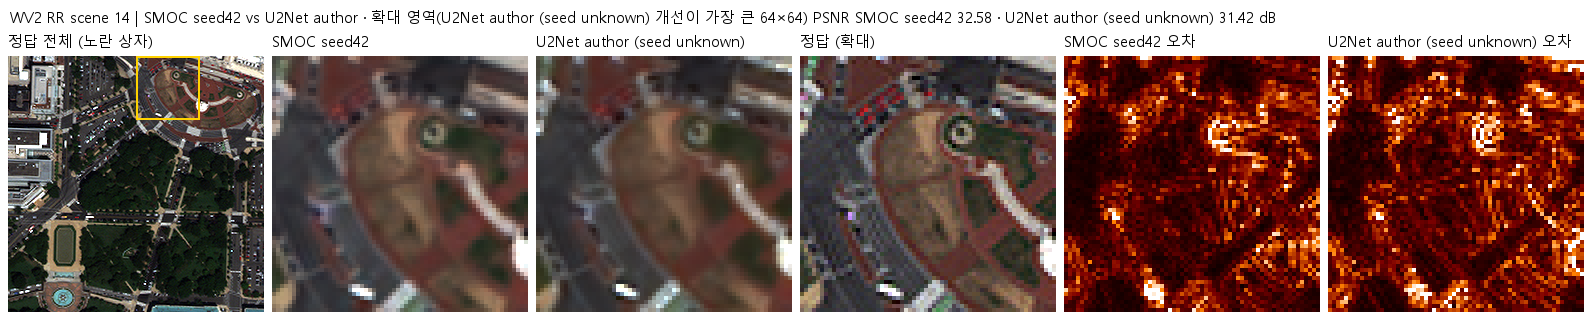 WV2 RR scene 14 | SMOC seed42 vs U2Net author · 확대 영역(U2Net author (seed unknown) 개선이 가장 큰 64×64) PSNR SMOC seed42 32.58 · U2Net author (seed unknown) 31.42 dB
정답 전체 (노란 상자)
SMOC seed42
U2Net author (seed unknown)
정답 (확대)
SMOC seed42 오차
U2Net author (seed unknown) 오차